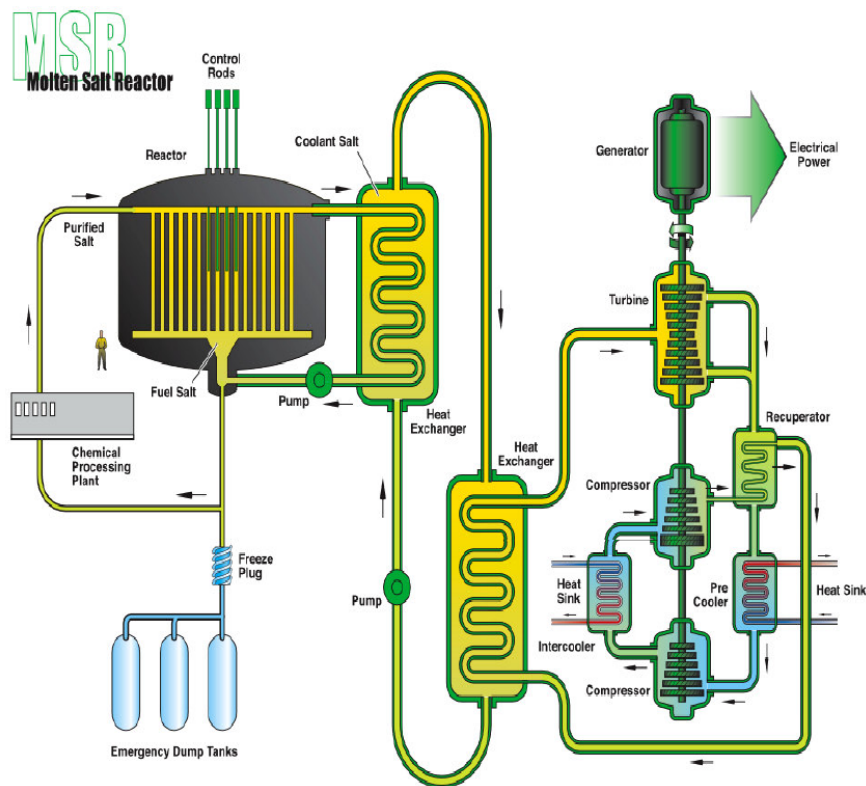 MSR
Molten Salt Reactor
Control
Rods
Reactor
Coolant Salt
Generator
Electrical
Power
Purified
Salt
Turbine
Fuel Salt
Pump
Heat
Exchanger
Chemical
Processing
Plant
Recuperator
Heat
Exchanger
Compressor
Freeze
Plug
Pump
Heat
Sink
Pre
Cooler
Heat Sink
Intercooler
Compressor
Emergency Dump Tanks